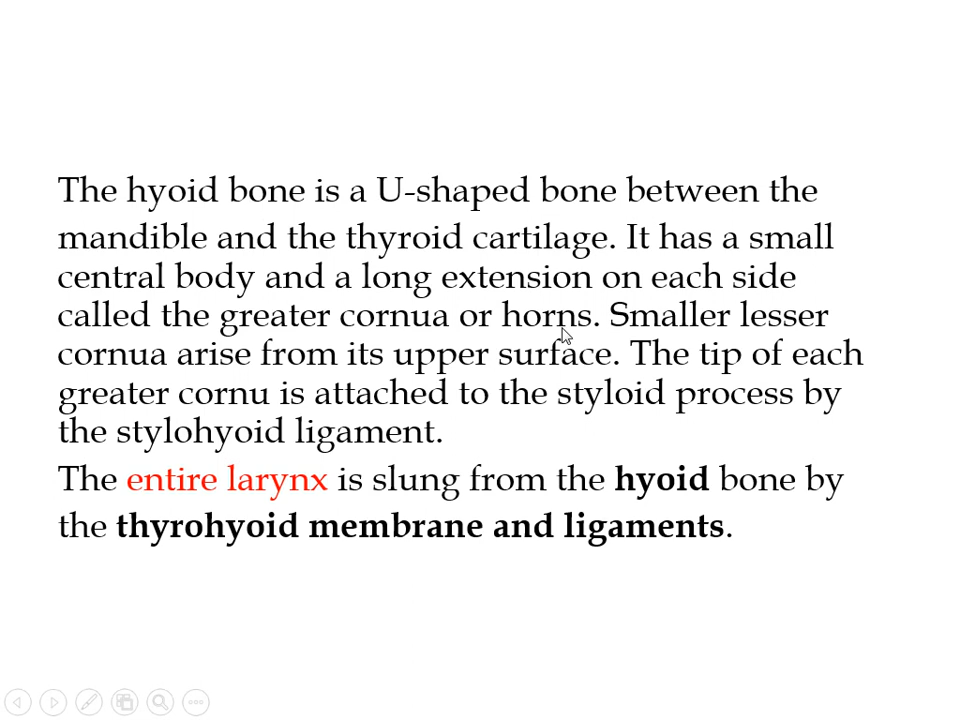 The hyoid bone is a U-shaped bone between the
mandible and the thyroid cartilage. It has a small
central body and a long extension on each side
called the greater cornua or horns. Smaller lesser
cornua arise from its upper surface. The tip of each
greater cornu is attached to the styloid process by
the stylohyoid ligament.
The entire larynx is slung from the hyoid bone by
the thyrohyoid membrane and ligaments.